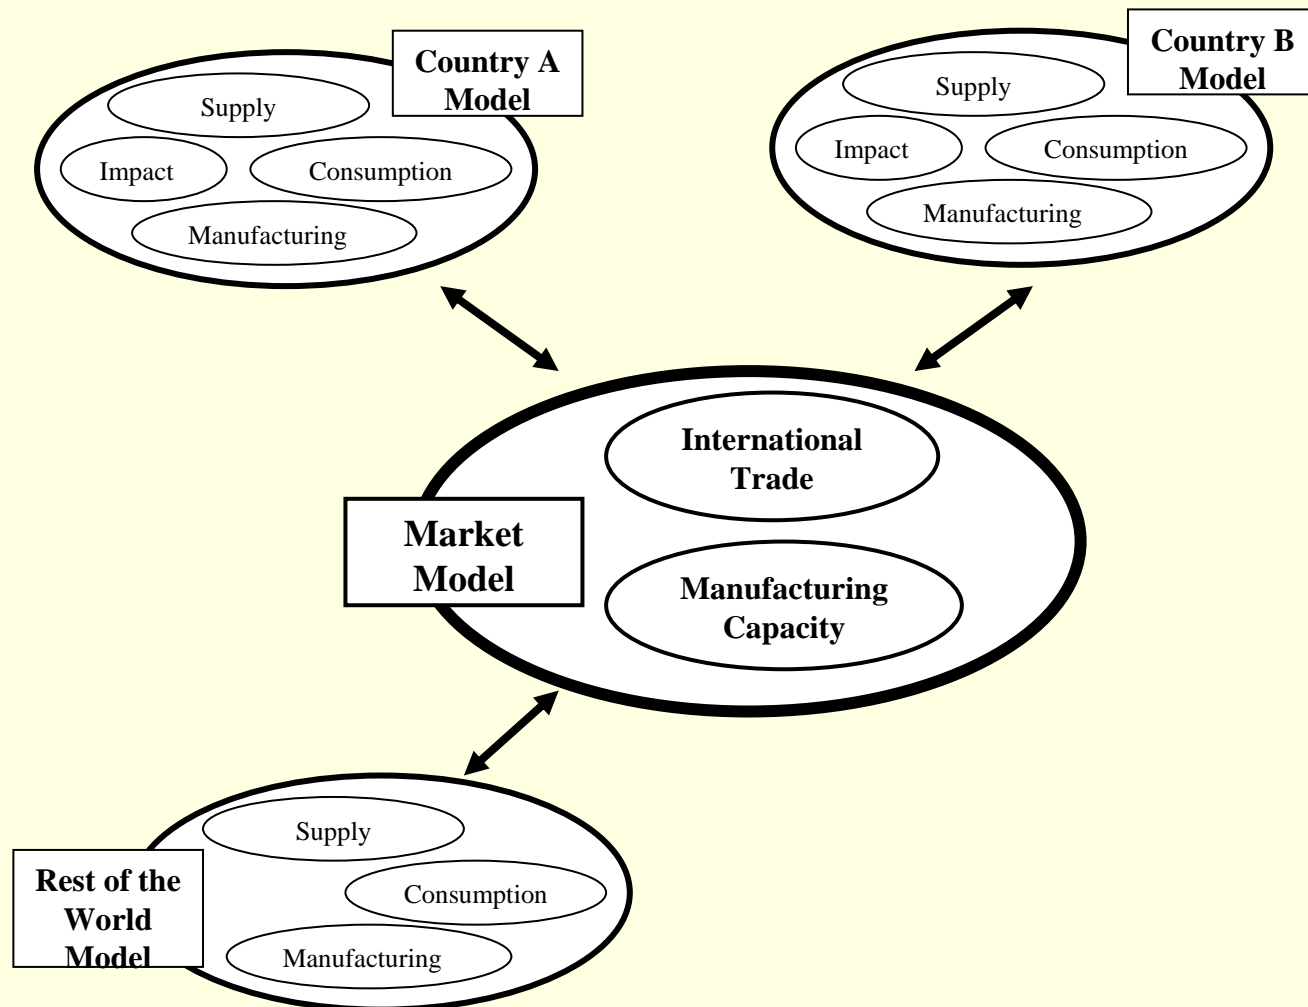 Country A
Model
Supply
Impact
Consumption
Manufacturing
Country B
Model
Supply
Impact
Consumption
Manufacturing
International
Trade
Market
Model
Manufacturing
Capacity
Supply
Rest of the
World
Model
Consumption
Manufacturing